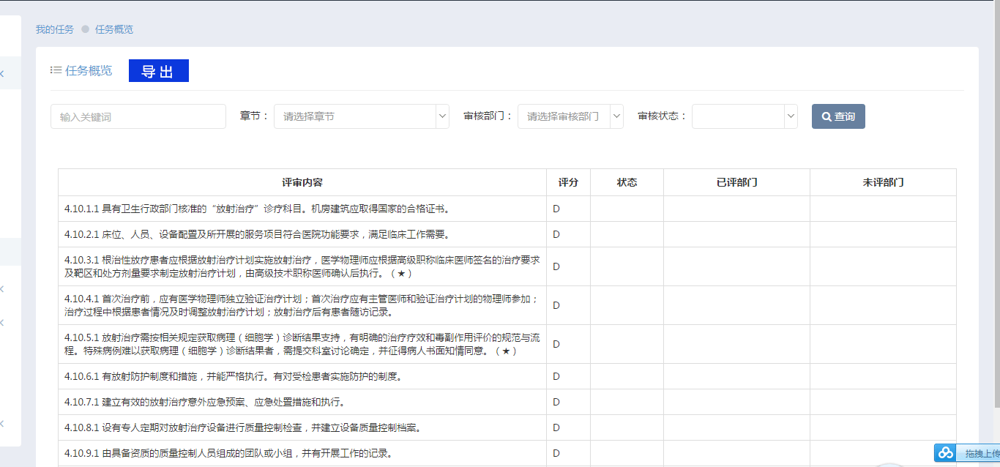 我的任务 任务概览
任务概览 导出
输入关键词 章节： 请选择章节 审核部门： 请选择审核部门 审核状态： 查询
评审内容 评分 状态 已评部门 未评部门
4.10.1.1 具有卫生行政部门核准的“放射治疗”诊疗科目。机房建筑应取得国家的合格证书。 D
4.10.2.1 床位、人员、设备配置及所开展的服务项目符合医院功能要求，满足临床工作需要。 D
4.10.3.1 根治性放疗患者应根据放射治疗计划实施放射治疗，医学物理师应根据高级职称临床医师签名的治疗要求
及靶区和处方剂量要求制定放射治疗计划，由高级技术职称医师确认后执行。（★） D
4.10.4.1 首次治疗前，应有医学物理师独立验证治疗计划；首次治疗应有主管医师和验证治疗计划的物理师参加；
治疗过程中根据患者情况及时调整放射治疗计划；放射治疗后有患者随访记录。 D
4.10.5.1 放射治疗需按相关规定获取病理（细胞学）诊断结果支持，有明确的治疗疗效和毒副作用评价的规范与流
程。特殊病例难以获取病理（细胞学）诊断结果者，需提交科室讨论确定，并征得病人书面知情同意。（★） D
4.10.6.1 有放射防护制度和措施，并能严格执行。有对受检患者实施防护的制度。 D
4.10.7.1 建立有效的放射治疗意外应急预案、应急处置措施和执行。 D
4.10.8.1 设有专人定期对放射治疗设备进行质量控制检查，并建立设备质量控制档案。 D
4.10.9.1 由具备资质的质量控制人员组成的团队或小组，并有开展工作的记录。 D
拖拽上传